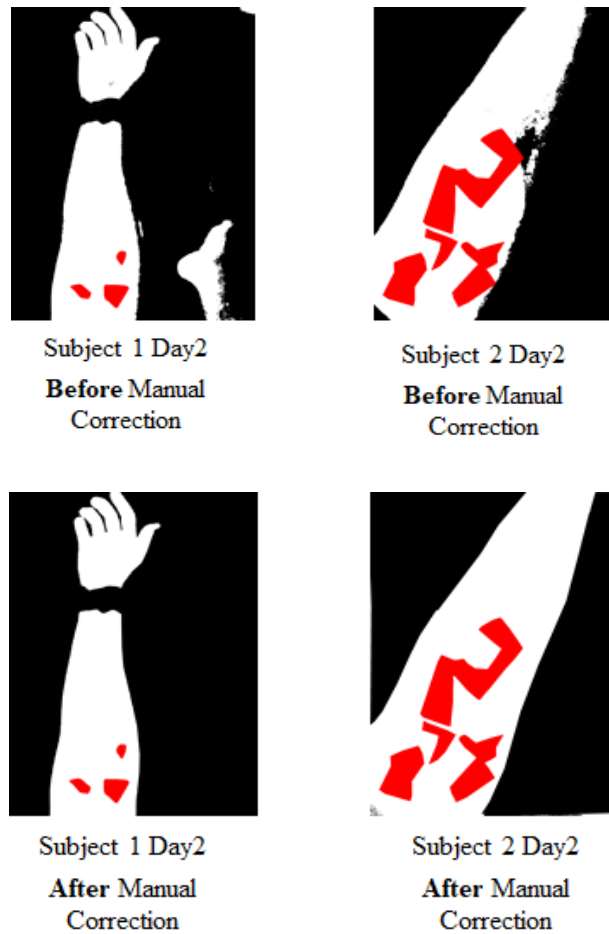 Subject 1 Day2
Before Manual
Correction
Subject 2 Day2
Before Manual
Correction
Subject 1 Day2
After Manual
Correction
Subject 2 Day2
After Manual
Correction